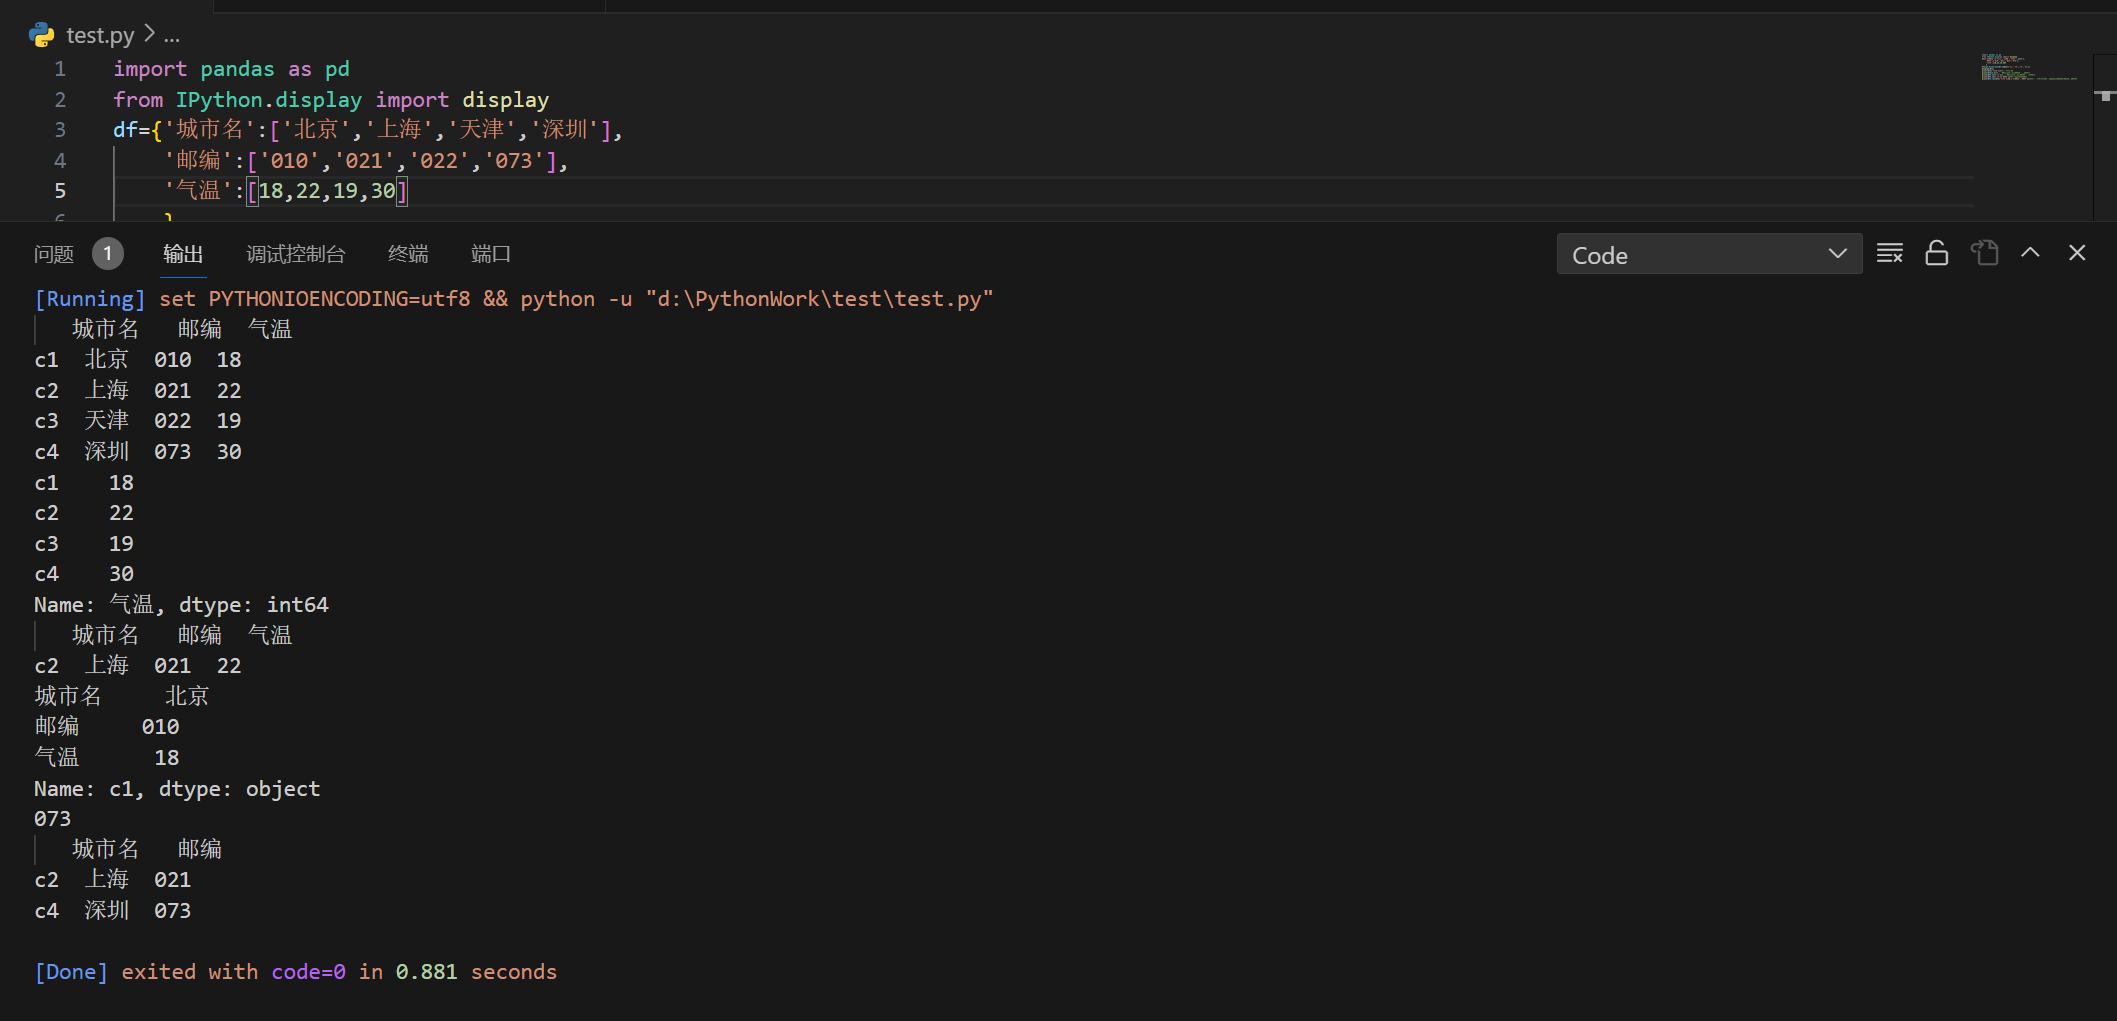 test.py > ...
1 import pandas as pd
2 from IPython.display import display
3 df={'城市名':['北京','上海','天津','深圳'],
4 '邮编':['010','021','022','073'],
5 '气温':[18,22,19,30]
6 }
问题 1 输出 调试控制台 终端 端口 Code
[Running] set PYTHONIOENCODING=utf8 && python -u "d:\PythonWork\test\test.py"
城市名 邮编 气温
c1 北京 010 18
c2 上海 021 22
c3 天津 022 19
c4 深圳 073 30
c1 18
c2 22
c3 19
c4 30
Name: 气温, dtype: int64
城市名 邮编 气温
c2 上海 021 22
城市名 北京
邮编 010
气温 18
Name: c1, dtype: object
073
城市名 邮编
c2 上海 021
c4 深圳 073
[Done] exited with code=0 in 0.881 seconds